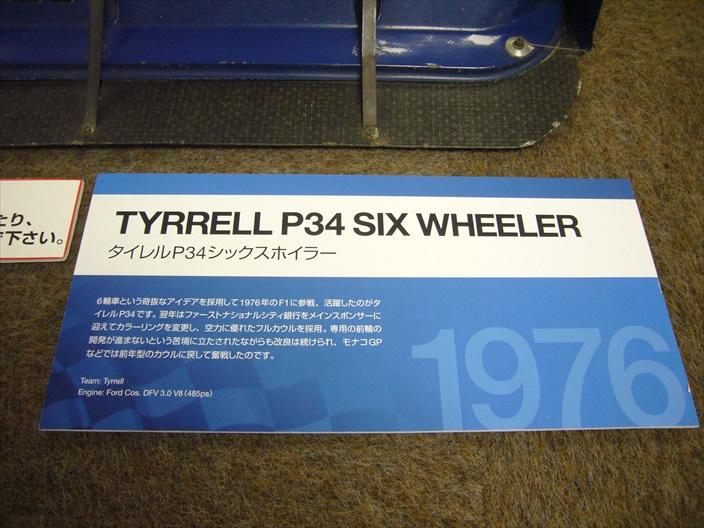 たり、
で下さい。
TYRRELL P34 SIX WHEELER
タイレルP34シックスホイラー
6輪車という奇抜なアイデアを採用して1976年のF1に参戦、活躍したのがタ
イレルP34です。翌年はファーストナショナルシティ銀行をメインスポンサーに
迎えてカラーリングを変更し、空力に優れたフルカウルを採用。専用の前輪の
開発が進まないという苦境に立たされながらも改良は続けられ、モナコGP
などでは前年型のカウルに戻して奮戦したのです。
Team: Tyrrell
Engine: Ford Cos. DFV 3.0 V8 (485ps)
1976